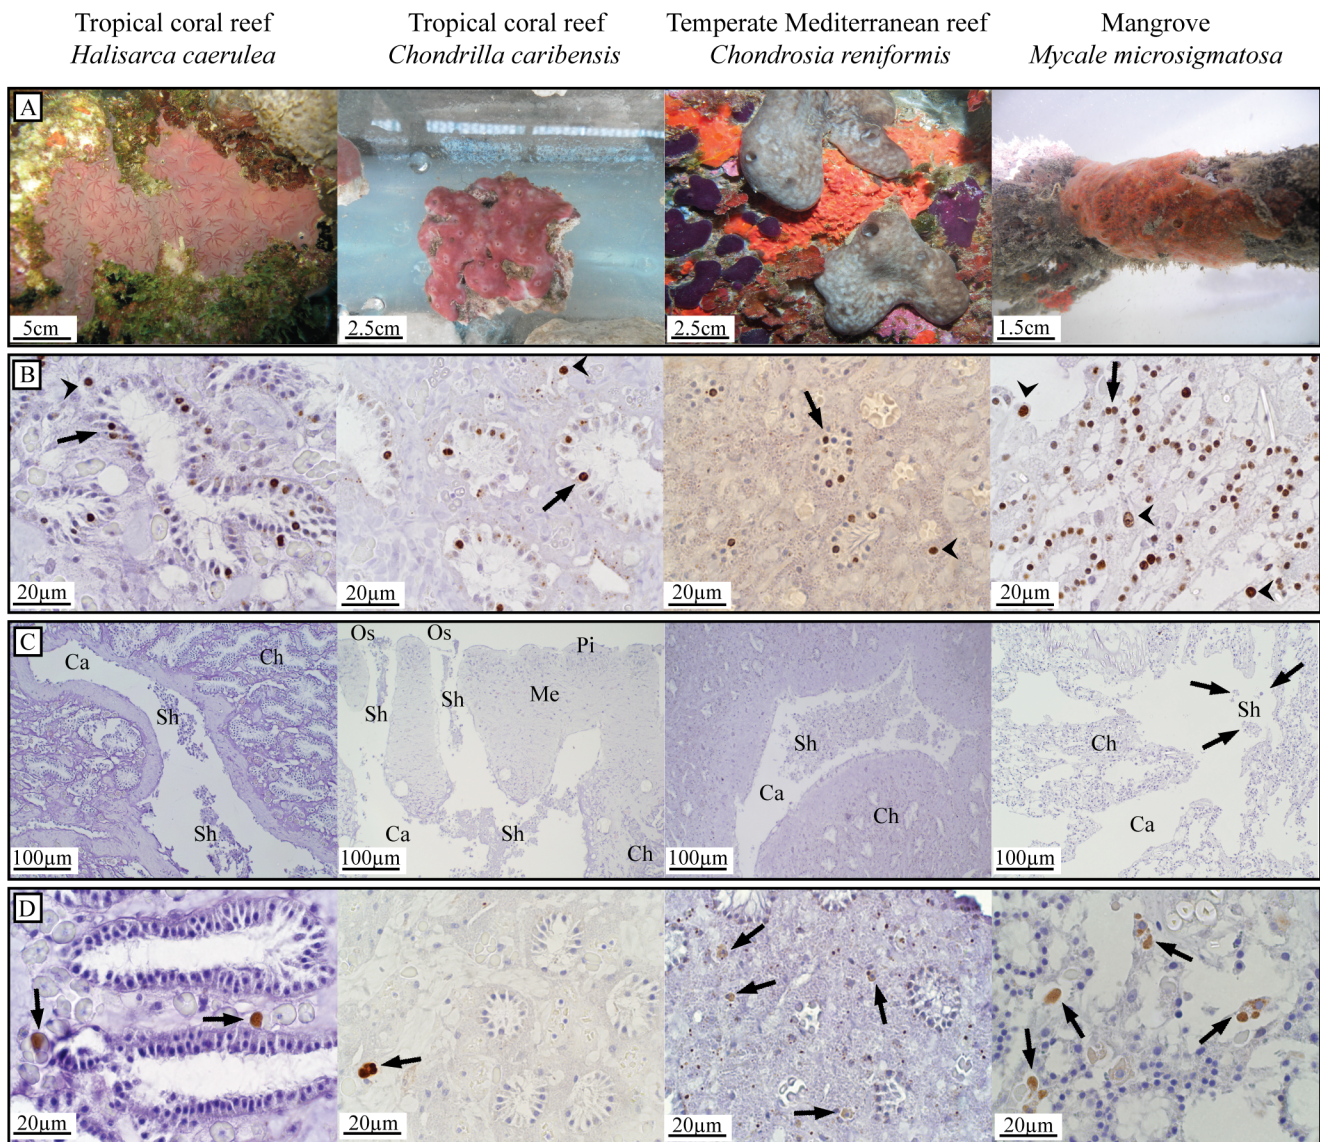 Tropical coral reef
Halisarca caerulea
Tropical coral reef
Chondrilla caribensis
Temperate Mediterranean reef
Chondrosia reniformis
Mangrove
Mycale microsigmatosa
A
5cm
2.5cm
2.5cm
1.5cm
B
20µm
20µm
20µm
20µm
C
Ca
Ch
Sh
Sh
100µm
Os
Os
Pi
Sh
Sh
Me
Ca
Sh
Ch
100µm
Sh
Ca
Ch
100µm
Sh
Ch
Ca
100µm
D
20µm
20µm
20µm
20µm